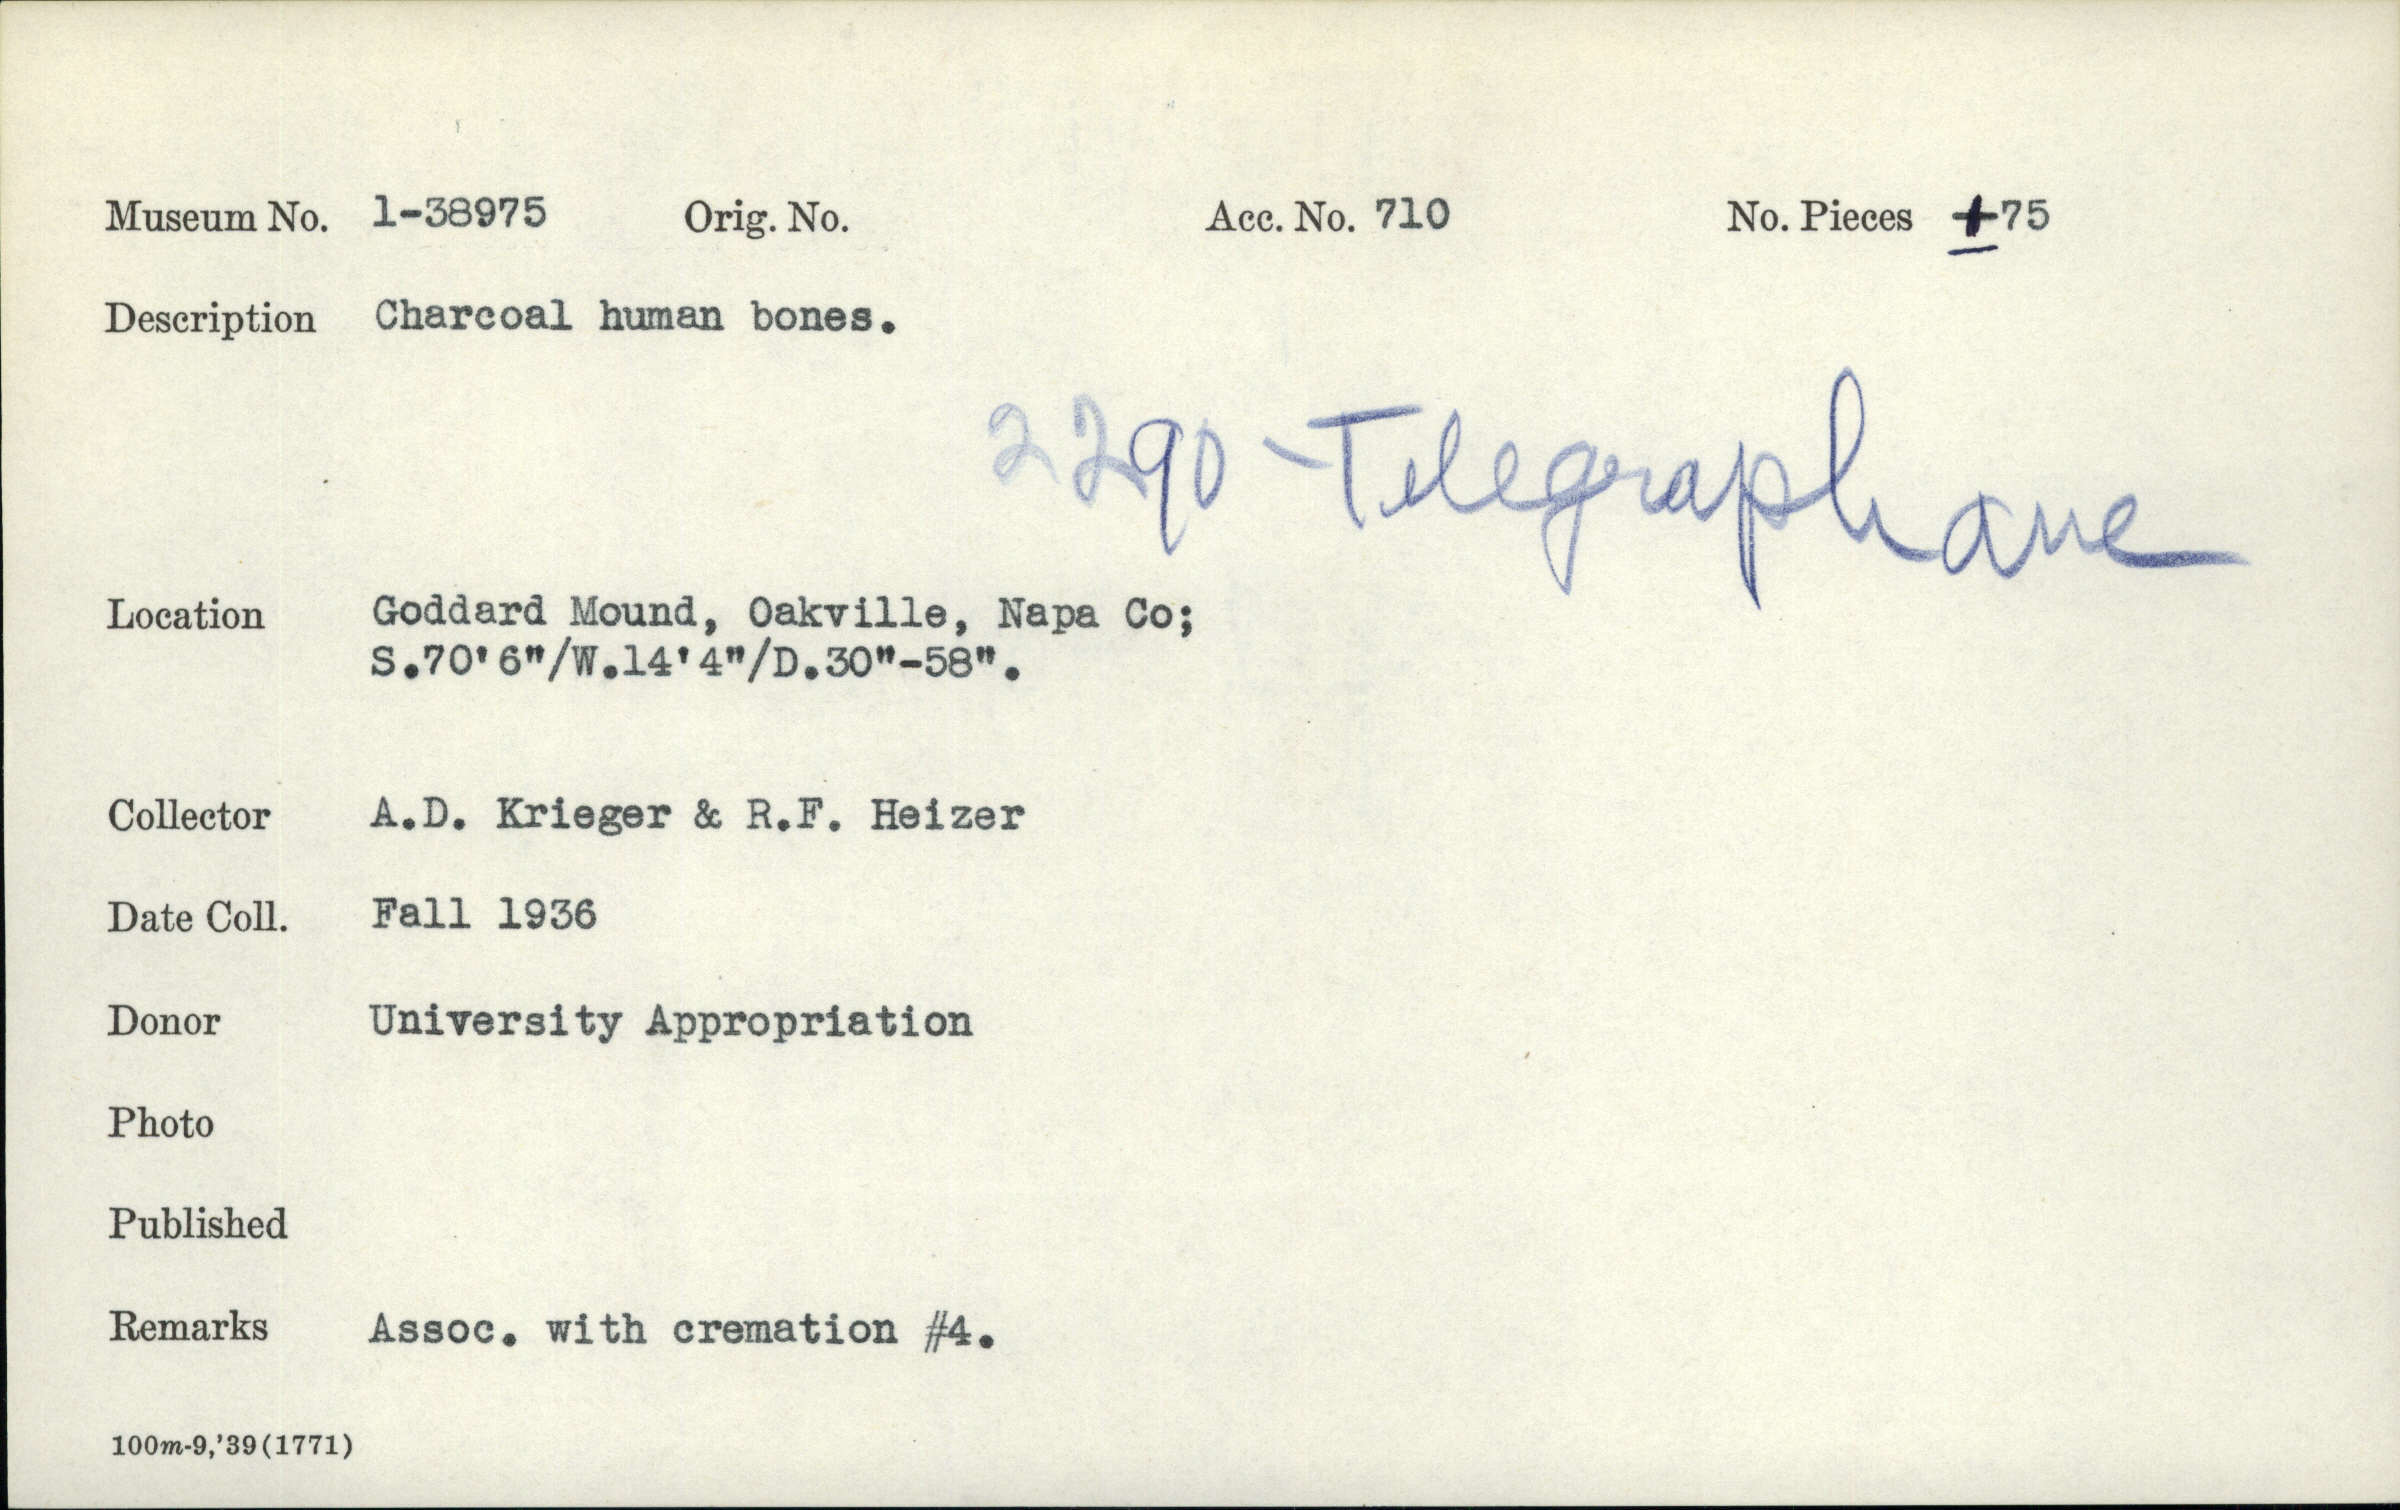 Museum No. 1-38975 Orig. No. Acc. No. 710 No. Pieces ±75
Description Charcoal human bones.
2290 - Telegraph ave
Location Goddard Mound, Oakville, Napa Co;
S.70'6"/W.14'4"/D.30"-58".
Collector A.D. Krieger & R.F. Heizer
Date Coll. Fall 1936
Donor University Appropriation
Photo
Published
Remarks Assoc. with cremation #4.
100m-9,'39(1771)